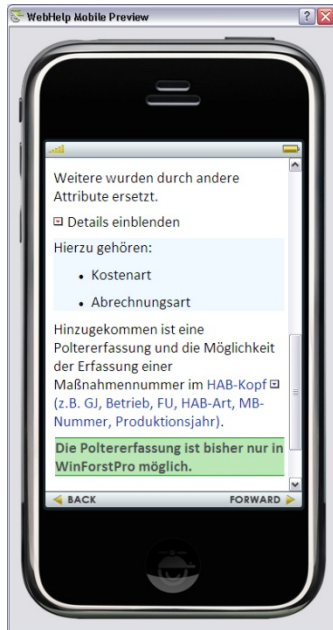 WebHelp Mobile Preview
Weitere wurden durch andere
Attribute ersetzt.
Details einblenden
Hierzu gehören:
• Kostenart
• Abrechnungsart
Hinzugekommen ist eine
Poltererfassung und die Möglichkeit
der Erfassung einer
Maßnahmennummer im HAB-Kopf
(z.B. GJ, Betrieb, FU, HAB-Art, MB-
Nummer, Produktionsjahr).
Die Poltererfassung ist bisher nur in
WinForstPro möglich.
BACK FORWARD